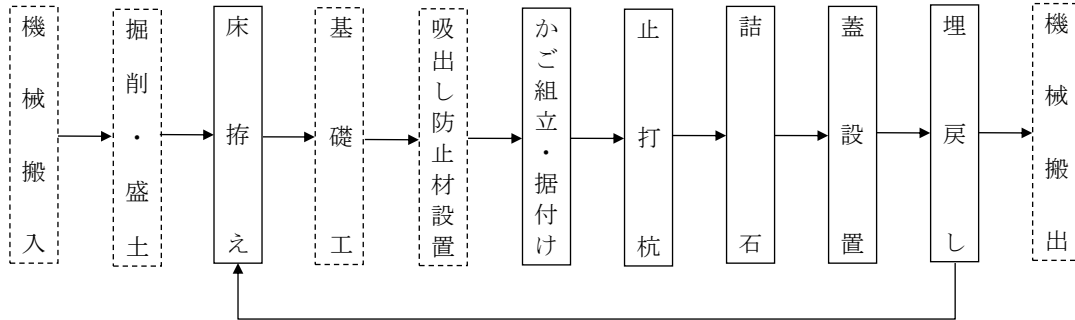 機械搬入
掘削・盛土
床拵え
基礎工
吸出し防止材設置
かご組立・据付け
止打杭
詰石
蓋設置
埋戻し
機械搬出